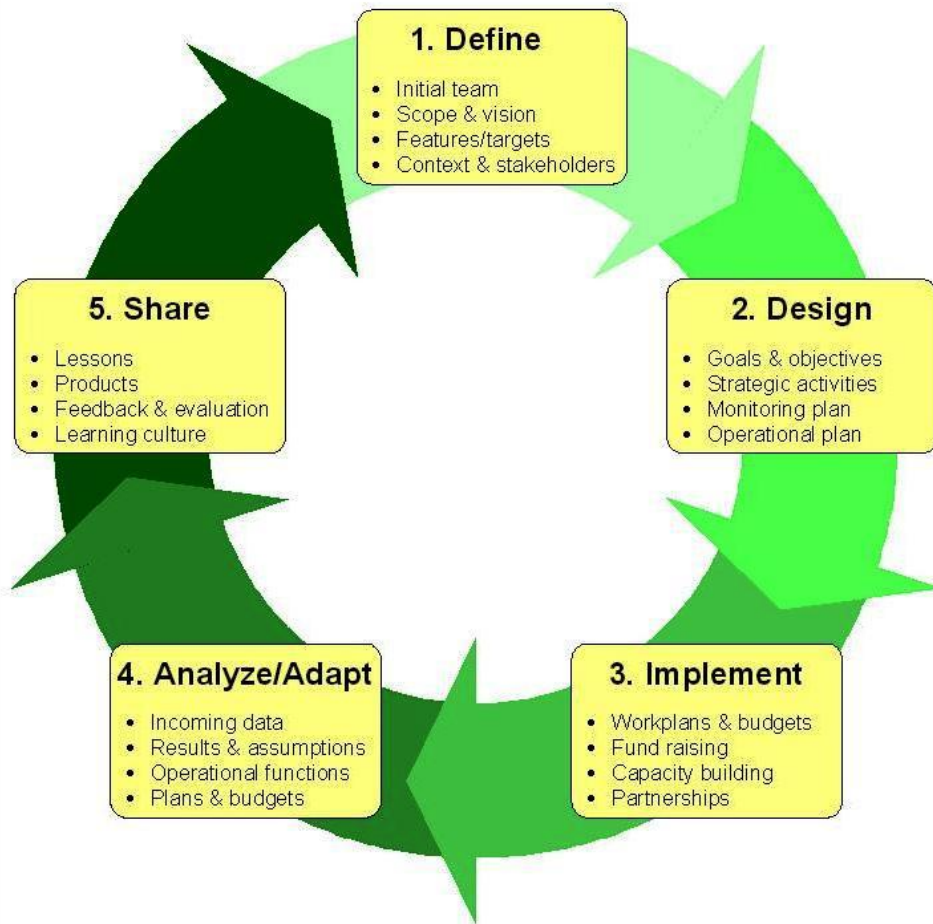 1. Define
• Initial team
• Scope & vision
• Features/targets
• Context & stakeholders
2. Design
• Goals & objectives
• Strategic activities
• Monitoring plan
• Operational plan
3. Implement
• Workplans & budgets
• Fund raising
• Capacity building
• Partnerships
4. Analyze/Adapt
• Incoming data
• Results & assumptions
• Operational functions
• Plans & budgets
5. Share
• Lessons
• Products
• Feedback & evaluation
• Learning culture